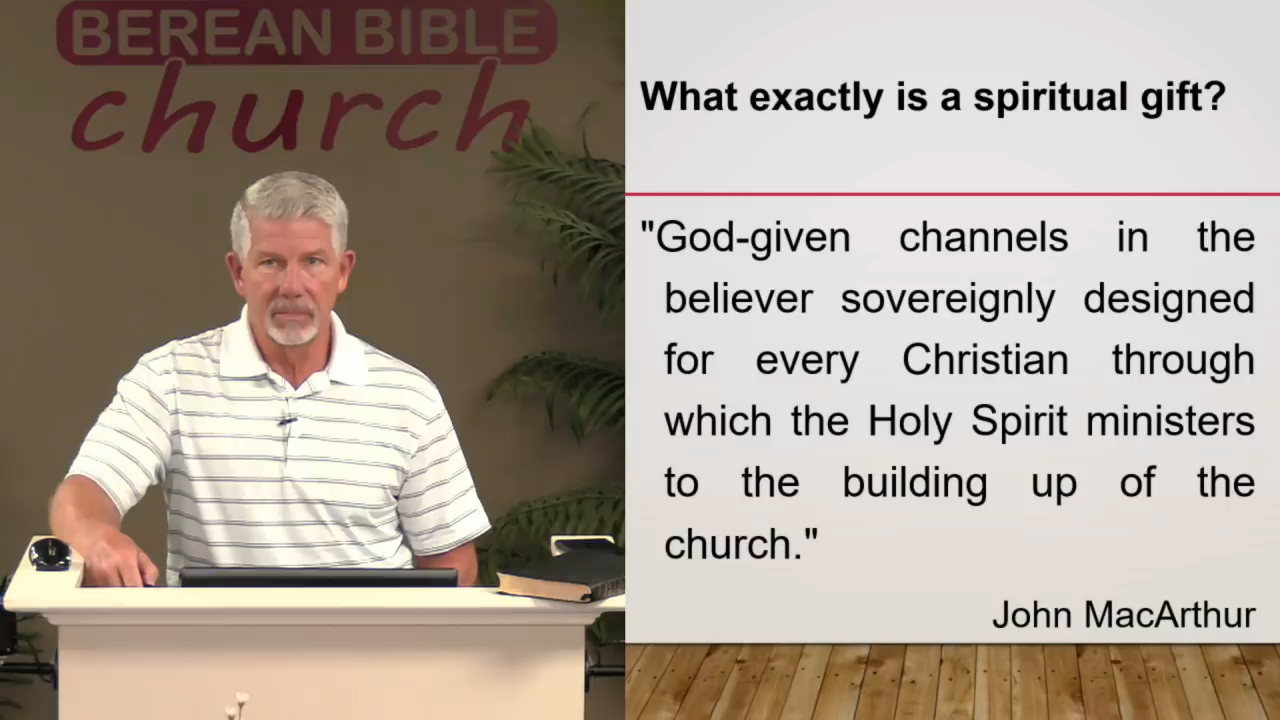 BEREAN BIBLE
church
What exactly is a spiritual gift?
"God-given channels in the
believer sovereignly designed
for every Christian through
which the Holy Spirit ministers
to the building up of the
church."
John MacArthur